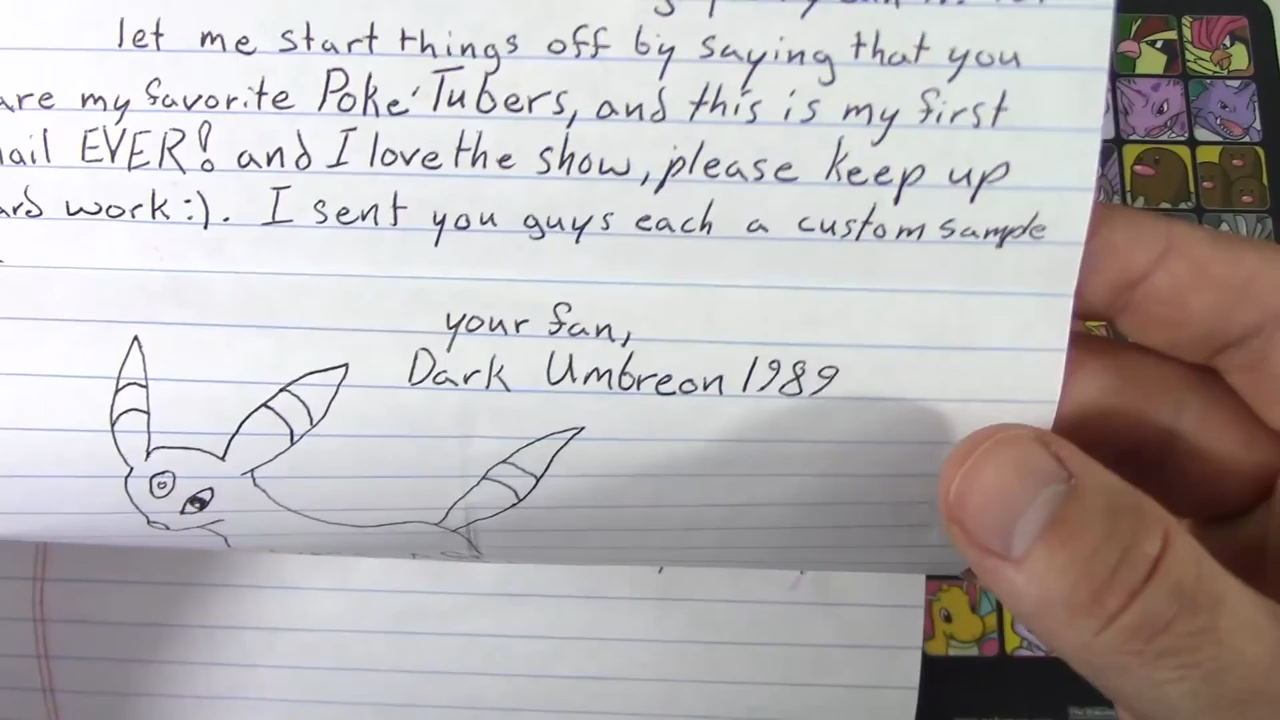 let me start things off by saying that you
are my favorite Poke'Tubers, and this is my first
EVER! and I love the show, please keep up
work :). I sent you guys each a custom sample
your fan,
Dark Umbreon 1989